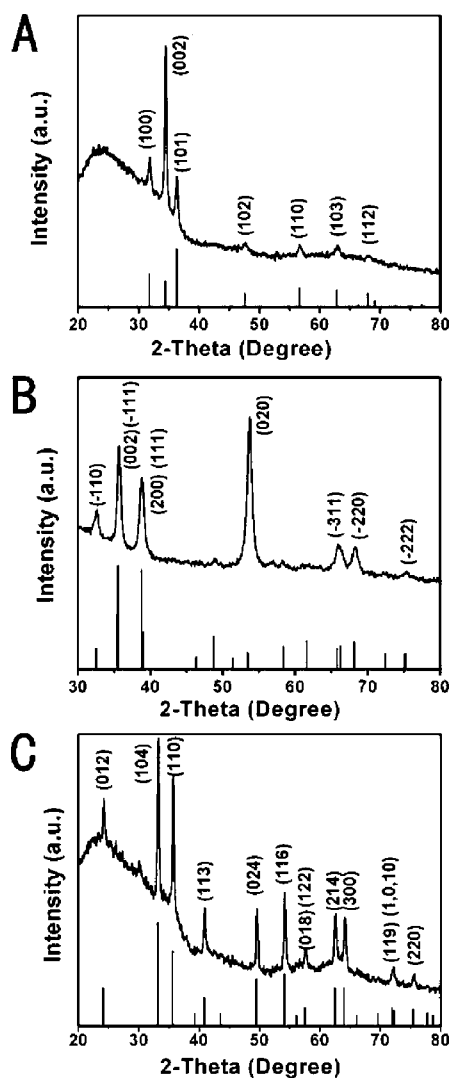 A
Intensity (a.u.)
(002)
(100)
(101)
(102)
(110)
(103)
(112)
20 30 40 50 60 70 80
2-Theta (Degree)
B
Intensity (a.u.)
(020)
(002) (-111)
(200) (111)
(-110)
(-311)
(-220)
(-222)
30 40 50 60 70 80
2-Theta (Degree)
C
Intensity (a.u.)
(012)
(104)
(110)
(113)
(024)
(116)
(018) (122)
(214)
(300)
(119) (1,0,10)
(220)
20 30 40 50 60 70 80
2-Theta (Degree)